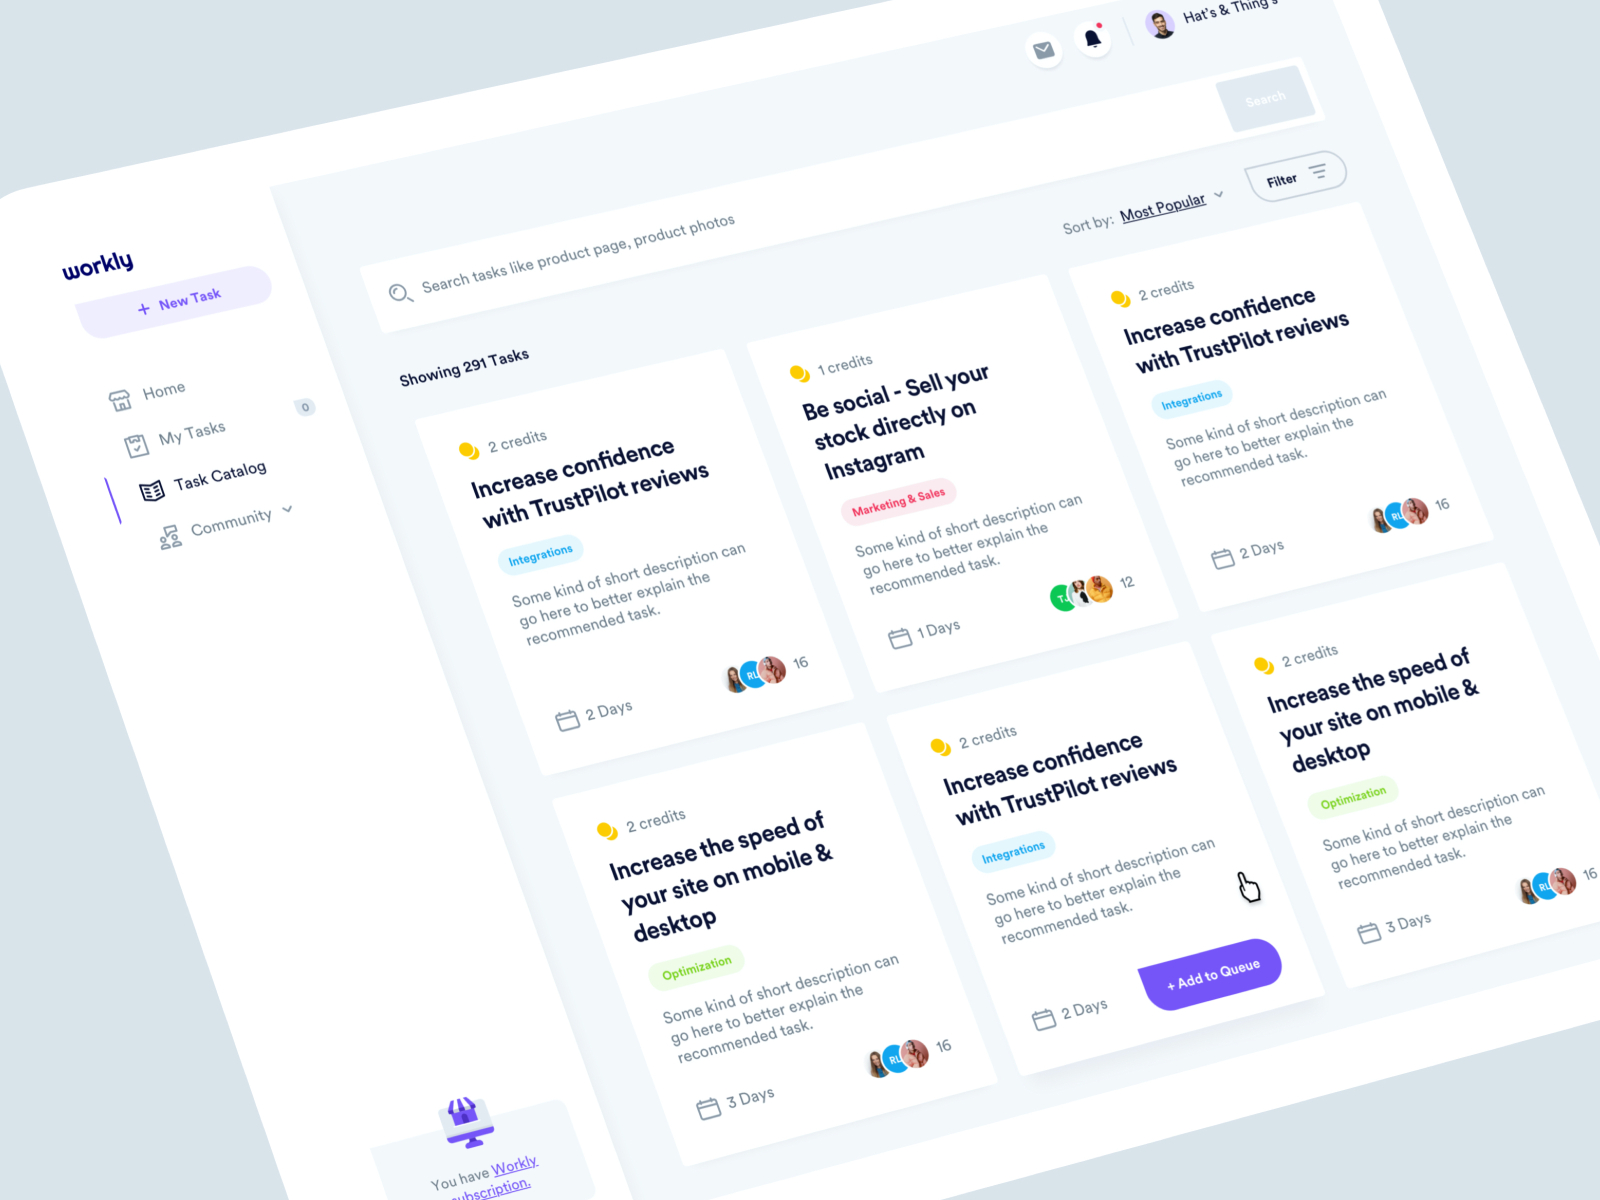 Hat's & Thing's
Search
Search tasks like product page, product photos
Sort by: Most Popular
Filter
workly
+ New Task
Home
My Tasks
0
Task Catalog
Community
Showing 291 Tasks
2 credits
Increase confidence
with TrustPilot reviews
Integrations
Some kind of short description can
go here to better explain the
recommended task.
2 Days
RL
16
1 credits
Be social - Sell your
stock directly on
Instagram
Marketing & Sales
Some kind of short description can
go here to better explain the
recommended task.
1 Days
TJ
12
2 credits
Increase confidence
with TrustPilot reviews
Integrations
Some kind of short description can
go here to better explain the
recommended task.
2 Days
RL
16
2 credits
Increase the speed of
your site on mobile &
desktop
Optimization
Some kind of short description can
go here to better explain the
recommended task.
3 Days
RL
16
2 credits
Increase confidence
with TrustPilot reviews
Integrations
Some kind of short description can
go here to better explain the
recommended task.
2 Days
+ Add to Queue
2 credits
Increase the speed of
your site on mobile &
desktop
Optimization
Some kind of short description can
go here to better explain the
recommended task.
3 Days
RL
16
You have Workly
subscription.